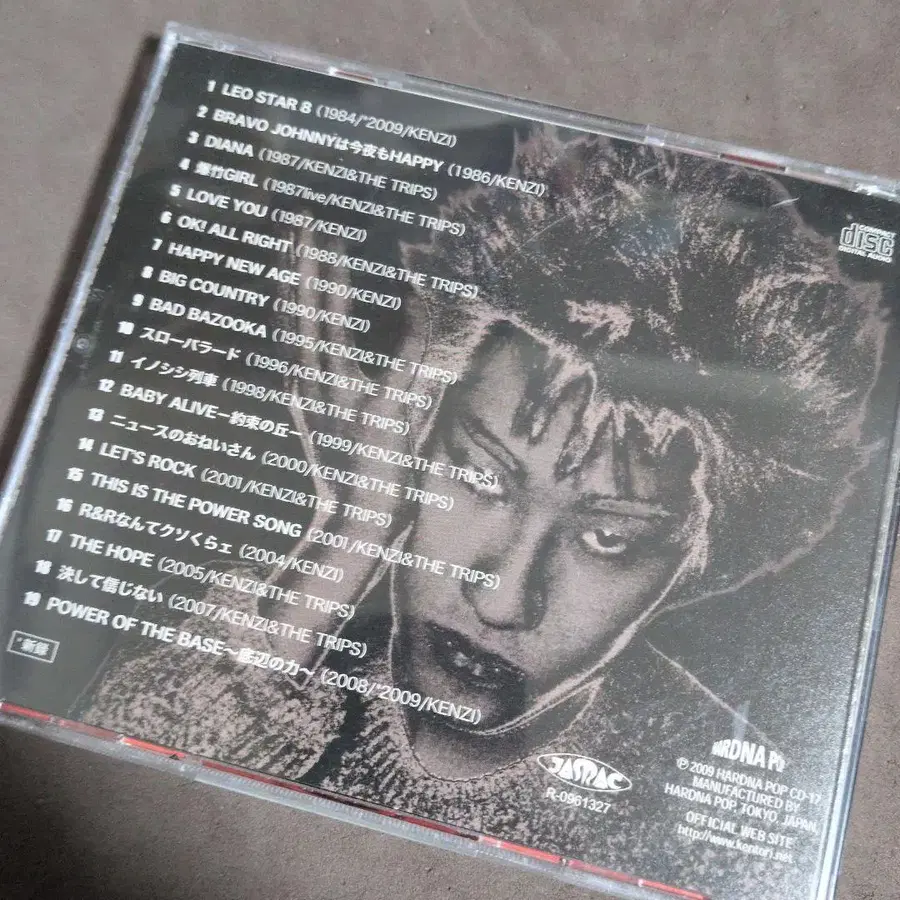 1 LEO STAR 8 (1984/*2009/KENZI)
2 BRAVO JOHNNYは今夜もHAPPY (1986/KENZI)
3 DIANA (1987/KENZI&THE TRIPS)
4 爆竹GIRL (1987live/KENZI&THE TRIPS)
5 LOVE YOU (1987/KENZI)
6 OK! ALL RIGHT (1988/KENZI&THE TRIPS)
7 HAPPY NEW AGE (1990/KENZI)
8 BIG COUNTRY (1990/KENZI)
9 BAD BAZOOKA (1995/KENZI&THE TRIPS)
10 スローバラード (1996/KENZI&THE TRIPS)
11 イノシシ列車 (1998/KENZI&THE TRIPS)
12 BABY ALIVE－約束の丘－ (1999/KENZI&THE TRIPS)
13 ニュースのおねいさん (2000/KENZI&THE TRIPS)
14 LET'S ROCK (2001/KENZI&THE TRIPS)
15 THIS IS THE POWER SONG (2001/KENZI&THE TRIPS)
16 R&Rなんてクソくらェ (2004/KENZI)
17 THE HOPE (2005/KENZI&THE TRIPS)
18 決して信じない (2007/KENZI&THE TRIPS)
19 POWER OF THE BASE～底辺の力～ (2008/*2009/KENZI)
*新録
COMPACT
disc
DIGITAL AUDIO
JASRAC
R-0961327
HARDNA POP
℗ 2009 HARDNA POP CD-17
MANUFACTURED BY
HARDNA POP, TOKYO, JAPAN,
OFFICIAL WEB SITE
http://www.kentori.net